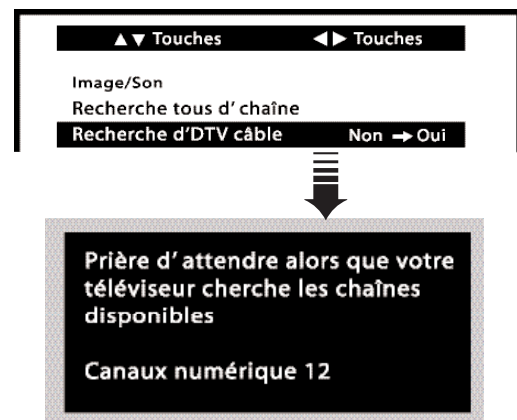 ▲▼ Touches ◀▶ Touches
Image/Son
Recherche tous d' chaîne
Recherche d'DTV câble Non ➔ Oui
Prière d' attendre alors que votre
téléviseur cherche les chaînes
disponibles
Canaux numérique 12